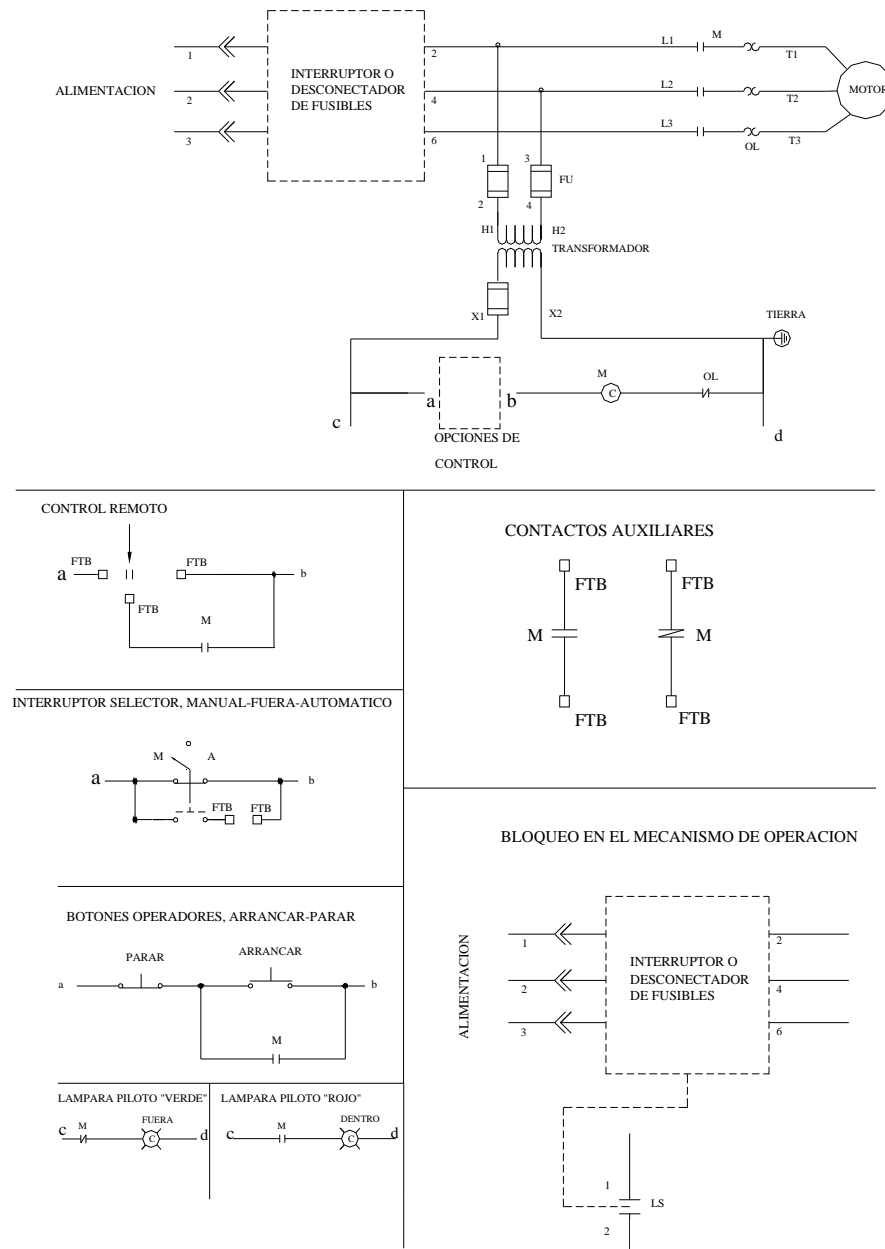 L1
M
1
2
T1
INTERRUPTOR O
DESCONECTADOR
DE FUSIBLES
ALIMENTACION
2
4
L2
T2
MOTOR
3
6
L3
OL
T3
1
3
FU
2
4
H1
H2
TRANSFORMADOR
X1
X2
TIERRA
M
OL
C
a
b
c
d
OPCIONES DE
CONTROL
CONTROL REMOTO
FTB
FTB
a
b
FTB
M
INTERRUPTOR SELECTOR, MANUAL-FUERA-AUTOMATICO
M
A
a
b
FTB
FTB
BOTONES OPERADORES, ARRANCAR-PARAR
PARAR
ARRANCAR
a
b
M
LAMPARA PILOTO "VERDE"
M
FUERA
c
C
d
LAMPARA PILOTO "ROJO"
M
DENTRO
c
C
d
CONTACTOS AUXILIARES
FTB
FTB
M
M
FTB
FTB
BLOQUEO EN EL MECANISMO DE OPERACION
ALIMENTACION
1
2
INTERRUPTOR O
DESCONECTADOR
DE FUSIBLES
2
4
3
6
1
LS
2